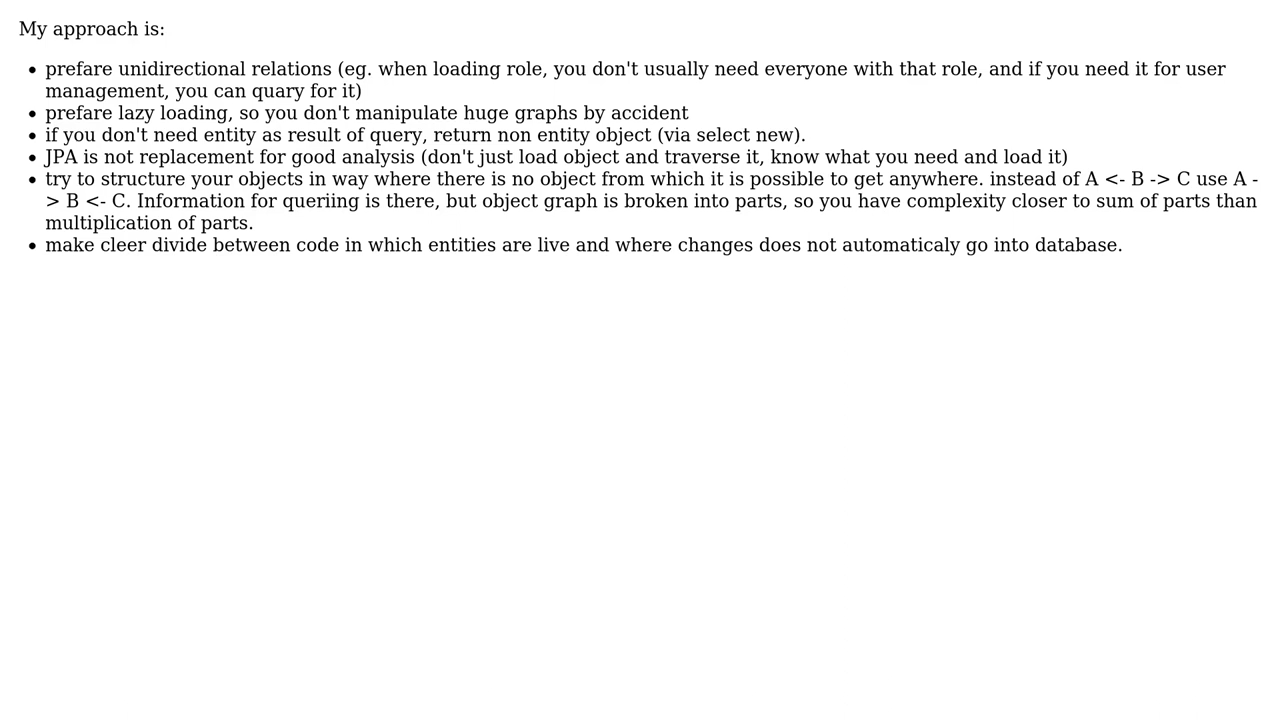 My approach is:
• prefare unidirectional relations (eg. when loading role, you don't usually need everyone with that role, and if you need it for user
management, you can quary for it)
• prefare lazy loading, so you don't manipulate huge graphs by accident
• if you don't need entity as result of query, return non entity object (via select new).
• JPA is not replacement for good analysis (don't just load object and traverse it, know what you need and load it)
• try to structure your objects in way where there is no object from which it is possible to get anywhere. instead of A <- B -> C use A -
> B <- C. Information for queriing is there, but object graph is broken into parts, so you have complexity closer to sum of parts than
multiplication of parts.
• make cleer divide between code in which entities are live and where changes does not automaticaly go into database.